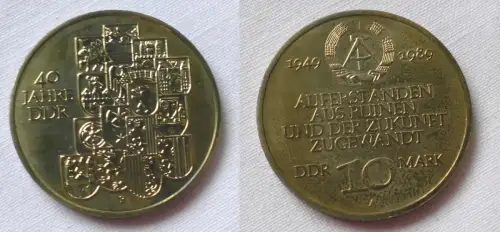 40
JAHRE
DDR
1949 1989
AUFERSTANDEN
AUS RUINEN
UND DER ZUKUNFT
ZUGEWANDT
DDR 10 MARK
A